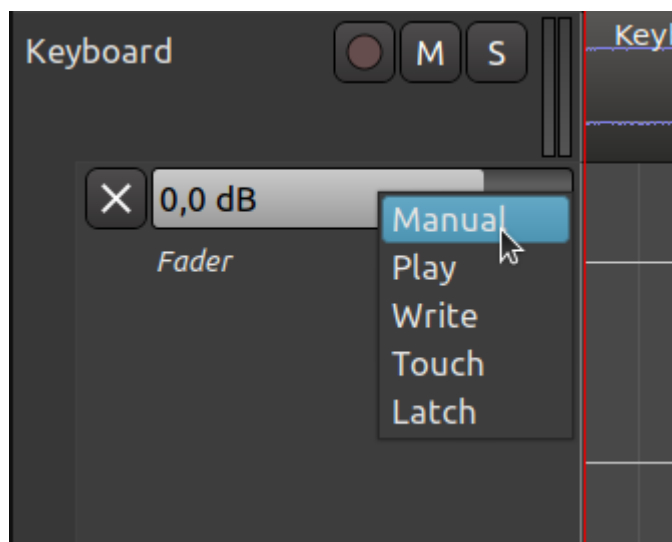 Keyboard M S
Key
0,0 dB
Fader
Manual
Play
Write
Touch
Latch